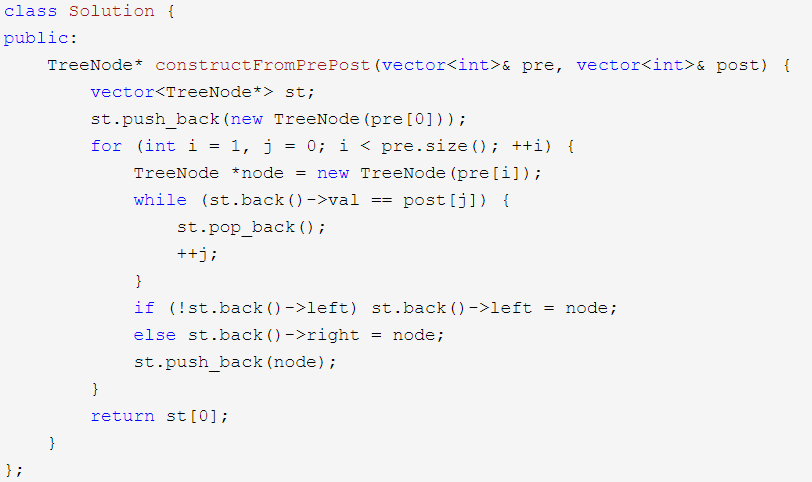 class Solution {
public:
    TreeNode* constructFromPrePost(vector<int>& pre, vector<int>& post) {
        vector<TreeNode*> st;
        st.push_back(new TreeNode(pre[0]));
        for (int i = 1, j = 0; i < pre.size(); ++i) {
            TreeNode *node = new TreeNode(pre[i]);
            while (st.back()->val == post[j]) {
                st.pop_back();
                ++j;
            }
            if (!st.back()->left) st.back()->left = node;
            else st.back()->right = node;
            st.push_back(node);
        }
        return st[0];
    }
};